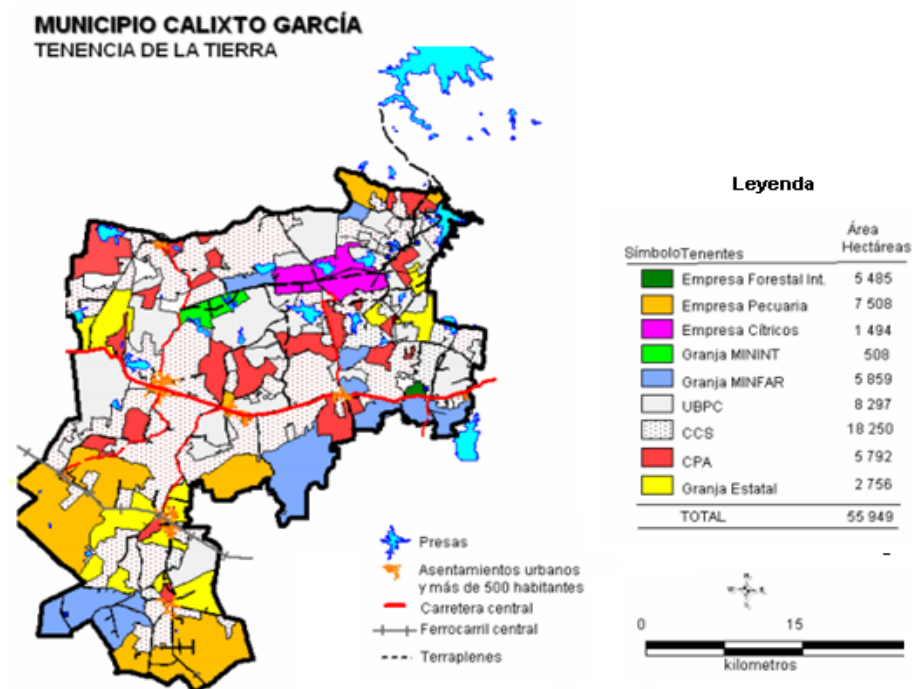 MUNICIPIO CALIXTO GARCÍA
TENENCIA DE LA TIERRA
Leyenda
Símbolo Tenentes Área Hectáreas
Empresa Forestal Int. 5 485
Empresa Pecuaria 7 508
Empresa Cítricos 1 494
Granja MININT 508
Granja MINFAR 5 859
UBPC 8 297
CCS 18 250
CPA 5 792
Granja Estatal 2 756
TOTAL 55 949
Presas
Asentamientos urbanos
y más de 500 habitantes
Carretera central
Ferrocarril central
Terraplenes
0 15
kilometros